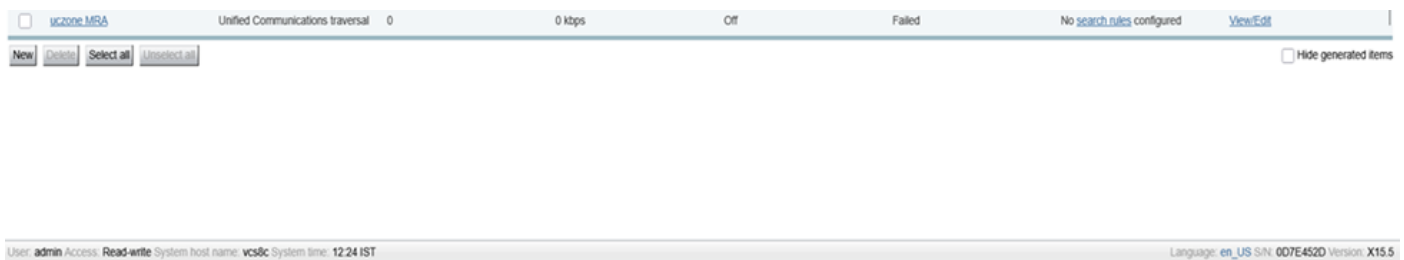 uczone MRA Unified Communications traversal 0 0 kbps Off Failed No search rules configured View/Edit
New Delete Select all Unselect all Hide generated items
User: admin Access: Read-write System host name: vcs8c System time: 12:24 IST Language: en_US S/N: 0D7E452D Version: X15.5